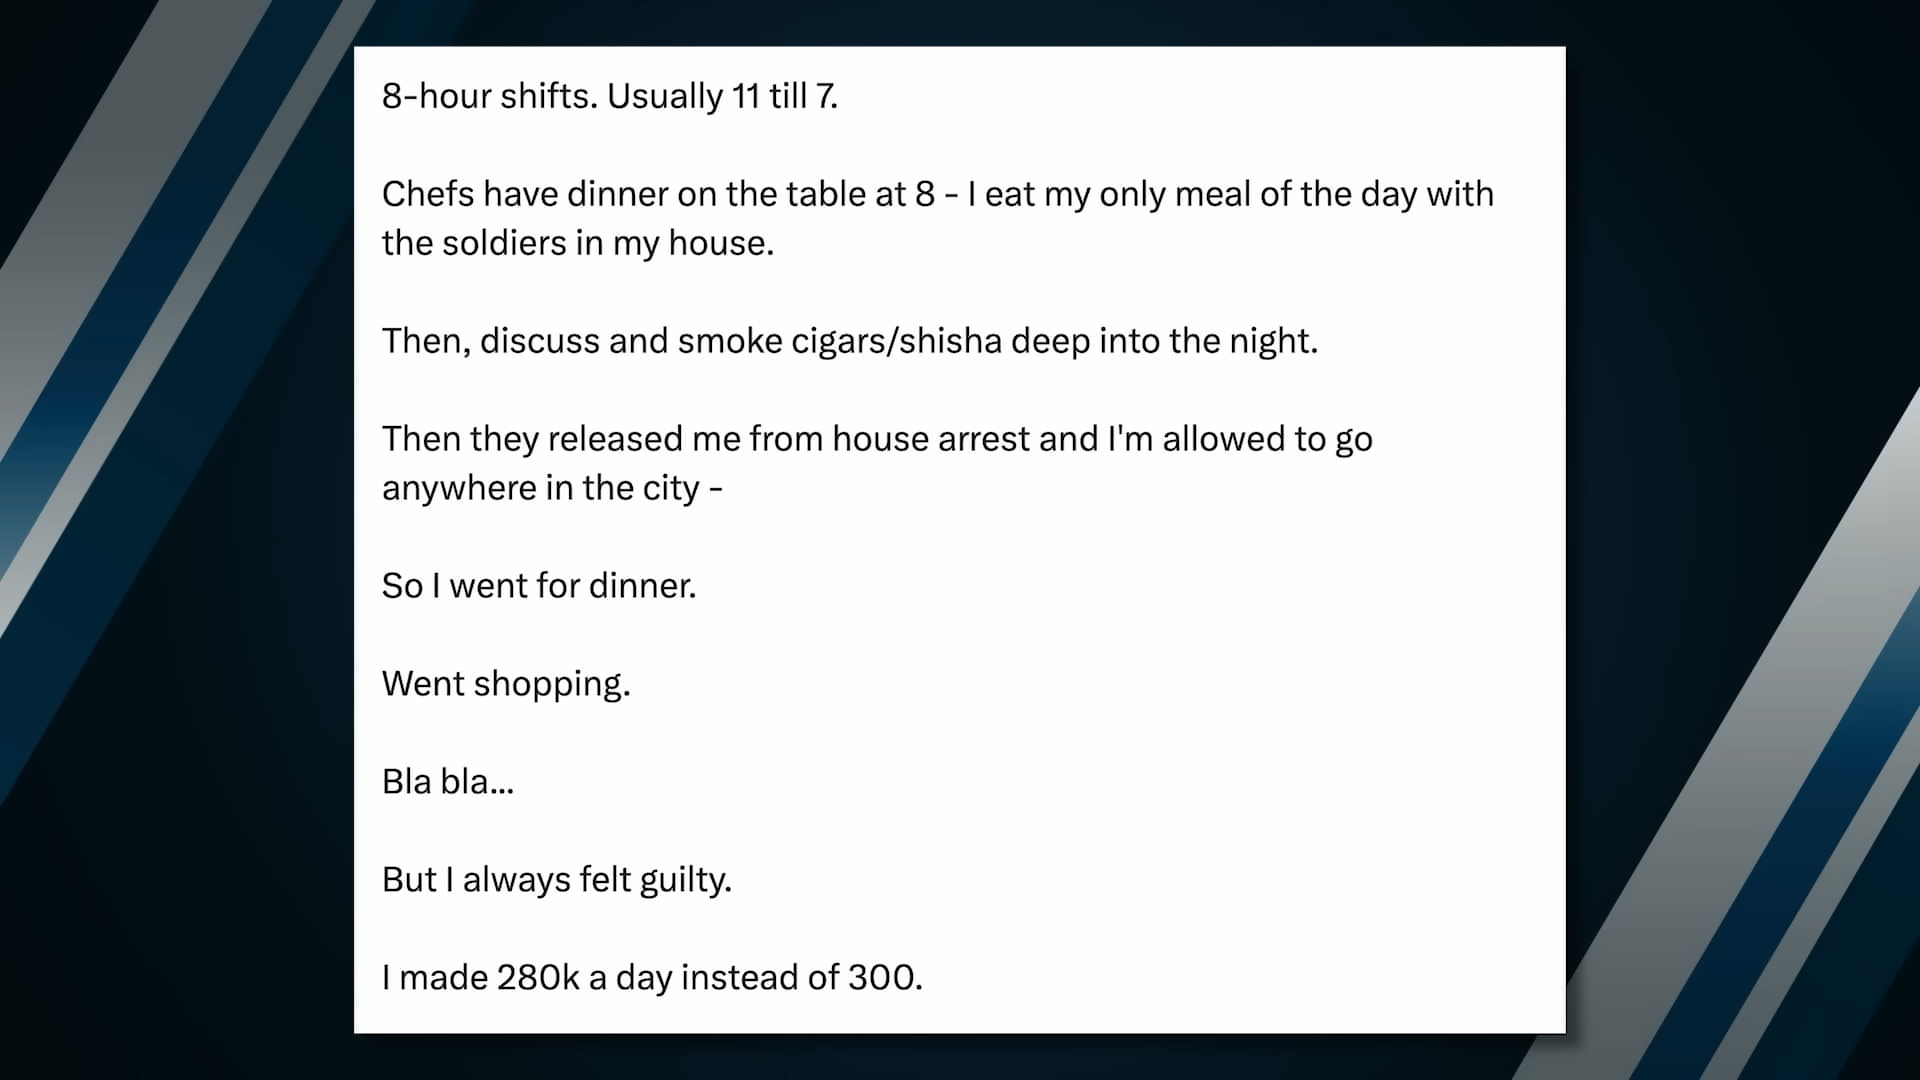 8-hour shifts. Usually 11 till 7.
Chefs have dinner on the table at 8 - I eat my only meal of the day with
the soldiers in my house.
Then, discuss and smoke cigars/shisha deep into the night.
Then they released me from house arrest and I'm allowed to go
anywhere in the city -
So I went for dinner.
Went shopping.
Bla bla...
But I always felt guilty.
I made 280k a day instead of 300.